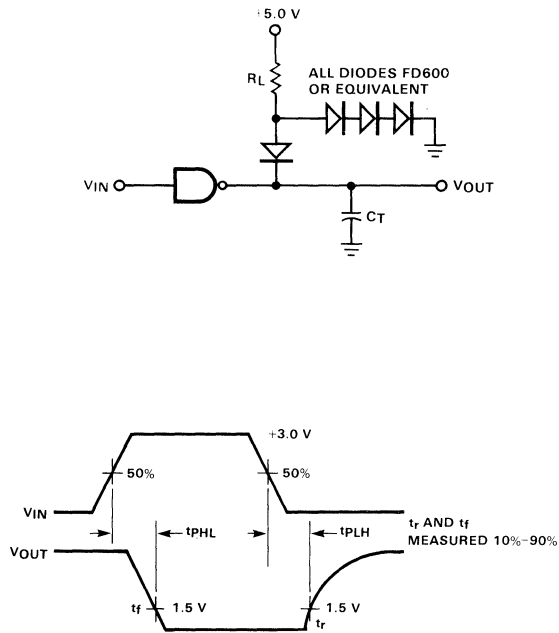 +5.0 V
RL
ALL DIODES FD600
OR EQUIVALENT
VIN
VOUT
CT
+3.0 V
50%
50%
VIN
tPHL
tPLH
tr AND tf
MEASURED 10%-90%
VOUT
tf
1.5 V
1.5 V
tr